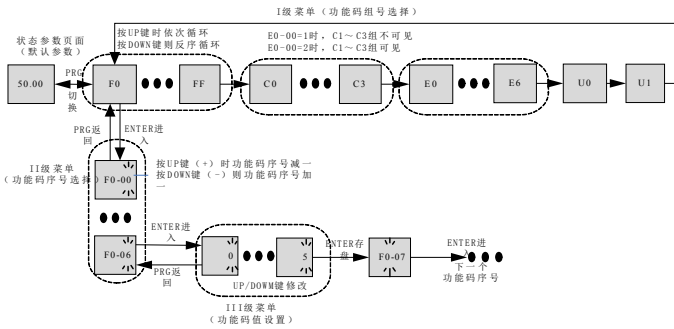 I级菜单（功能码组号选择）
按UP键时依次循环
按DOWN键则反序循环
E0-00=1时，C1～C3组不可见
E0-00=2时，C1～C3组可见
状态参数页面
（默认参数）
50.00
PRG
切
换
F0
FF
C0
C3
E0
E6
U0
U1
PRG返
回
ENTER进
入
II级菜单
（功能码序号选择）
F0-00
按UP键（+）时功能码序号减一
按DOWN键（-）则功能码序号加
一
F0-06
ENTER进
入
PRG返
回
0
5
UP/DOWM键修改
ENTER存
盘
F0-07
ENTER进
入
下一个
功能码序号
III级菜单
（功能码值设置）